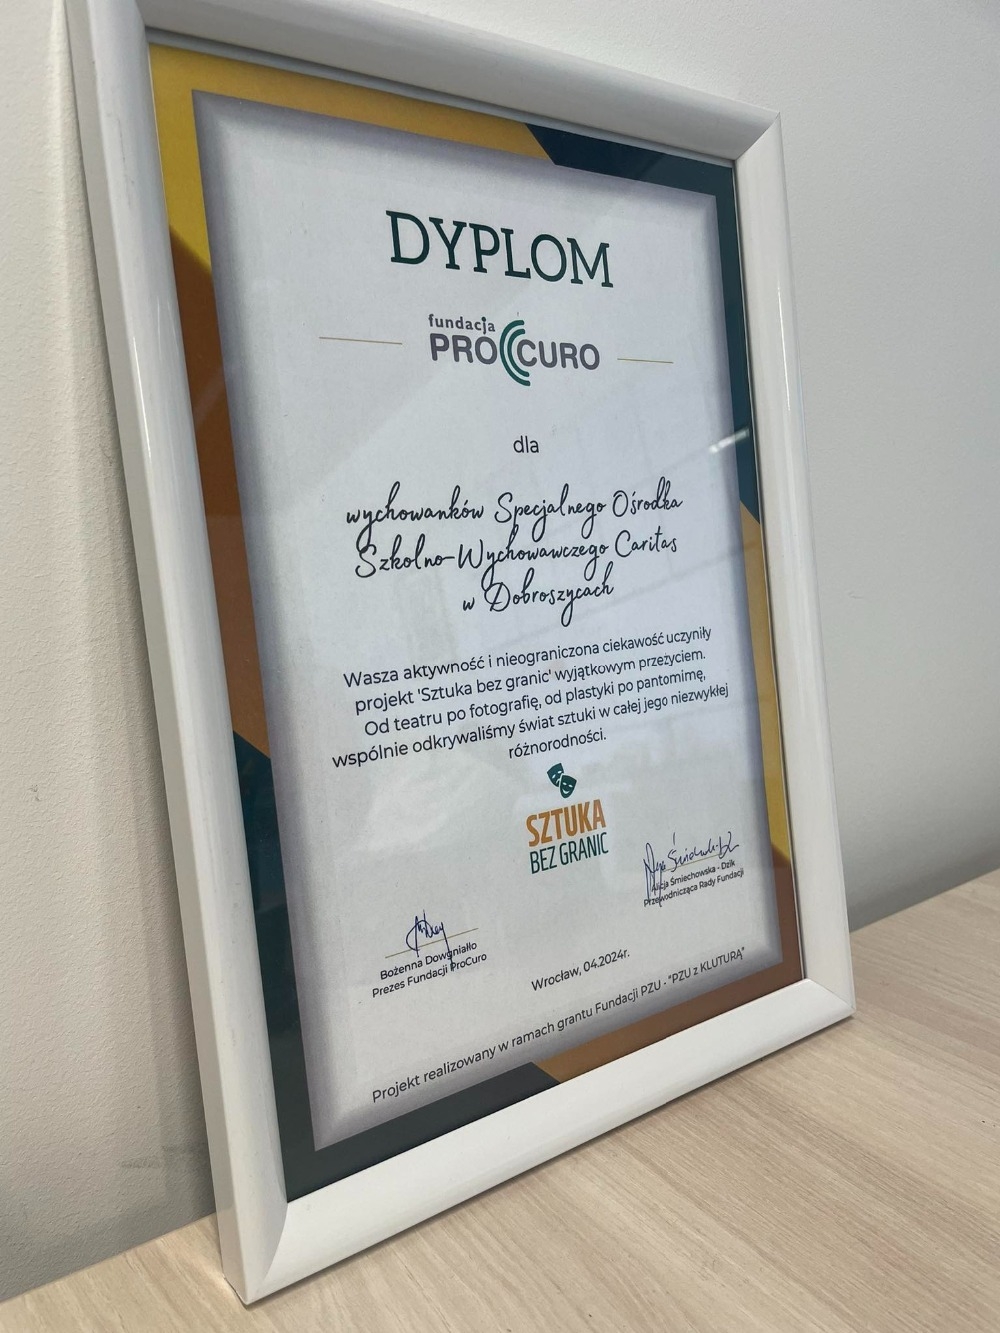 DYPLOM
fundacja
PROCURO
dla
wychowanków Specjalnego Ośrodka
Szkolno-Wychowawczego Caritas
w Dobroszycach
Wasza aktywność i nieograniczona ciekawość uczyniły
projekt 'Sztuka bez granic' wyjątkowym przeżyciem.
Od teatru po fotografię, od plastyki po pantomimę,
wspólnie odkrywaliśmy świat sztuki w całej jego niezwykłej
różnorodności.
SZTUKA
BEZ GRANIC
Alicja Śmiechowska - Dzik
Przewodnicząca Rady Fundacji
Bożenna Dowgniałło
Prezes Fundacji ProCuro
Wrocław, 04.2024r.
Projekt realizowany w ramach grantu Fundacji PZU - "PZU z KLUTURĄ"